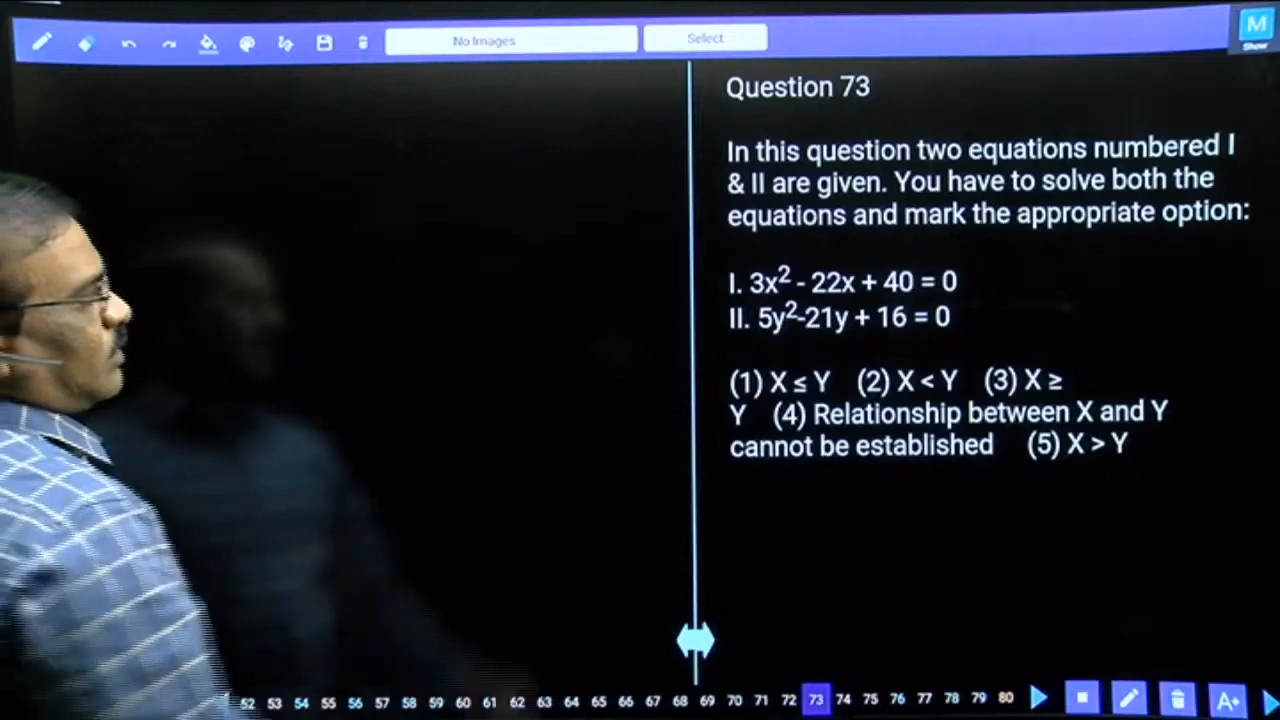 No Images Select M
Show
Question 73
In this question two equations numbered I
& II are given. You have to solve both the
equations and mark the appropriate option:
I. 3x² - 22x + 40 = 0
II. 5y²-21y + 16 = 0
(1) X ≤ Y (2) X < Y (3) X ≥
Y (4) Relationship between X and Y
cannot be established (5) X > Y
52 53 54 55 56 57 58 59 60 61 62 63 64 65 66 67 68 69 70 71 72 73 74 75 76 77 78 79 80 A+